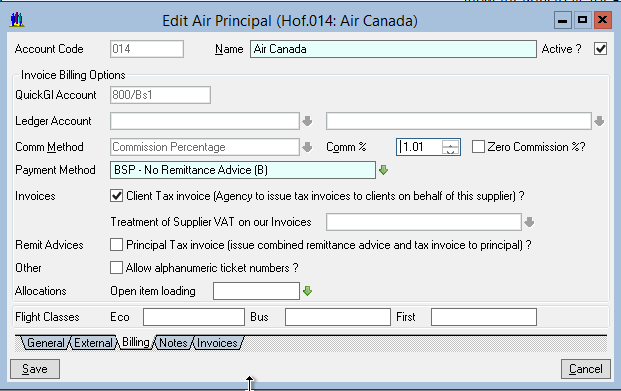 Edit Air Principal (Hof.014: Air Canada)
Account Code 014 Name Air Canada Active ?
Invoice Billing Options
QuickGl Account 800/Bs1
Ledger Account
Comm Method Commission Percentage Comm % 1.01 Zero Commission %?
Payment Method BSP - No Remittance Advice (B)
Invoices Client Tax invoice (Agency to issue tax invoices to clients on behalf of this supplier) ?
Treatment of Supplier VAT on our Invoices
Remit Advices Principal Tax invoice (issue combined remittance advice and tax invoice to principal) ?
Other Allow alphanumeric ticket numbers ?
Allocations Open item loading
Flight Classes Eco Bus First
General External Billing Notes Invoices
Save Cancel